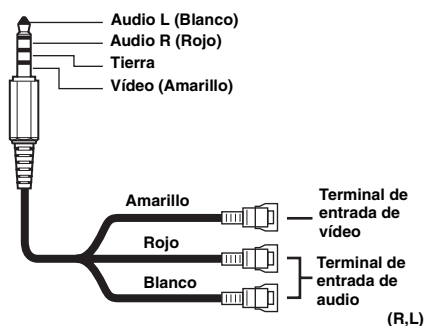 Audio L (Blanco)
Audio R (Rojo)
Tierra
Vídeo (Amarillo)
Amarillo
Terminal de
entrada de
vídeo
Rojo
Blanco
Terminal de
entrada de
audio
(R,L)